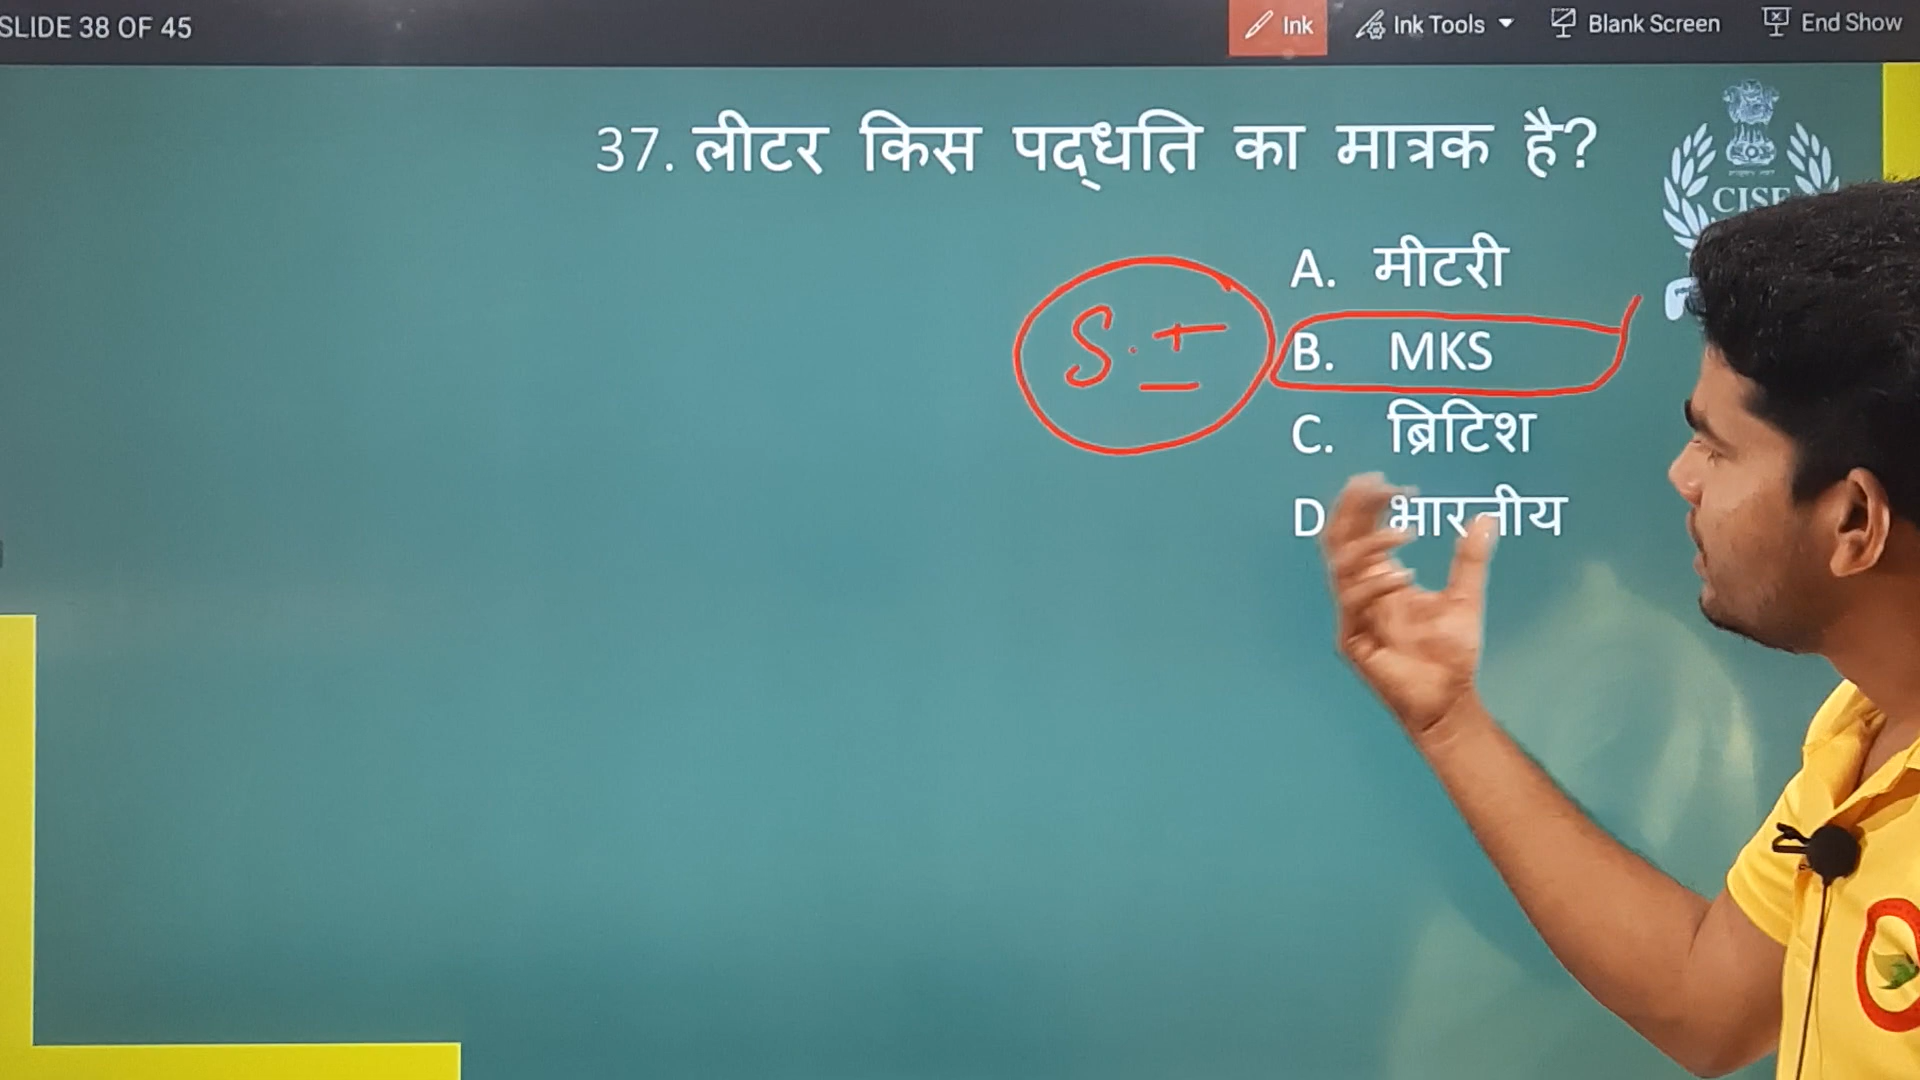 SLIDE 38 OF 45
Ink
Ink Tools
Blank Screen
End Show
37. लीटर किस पद्धति का मात्रक है?
CISF
A. मीटरी
S.I
B. MKS
C. ब्रिटिश
D भारतीय